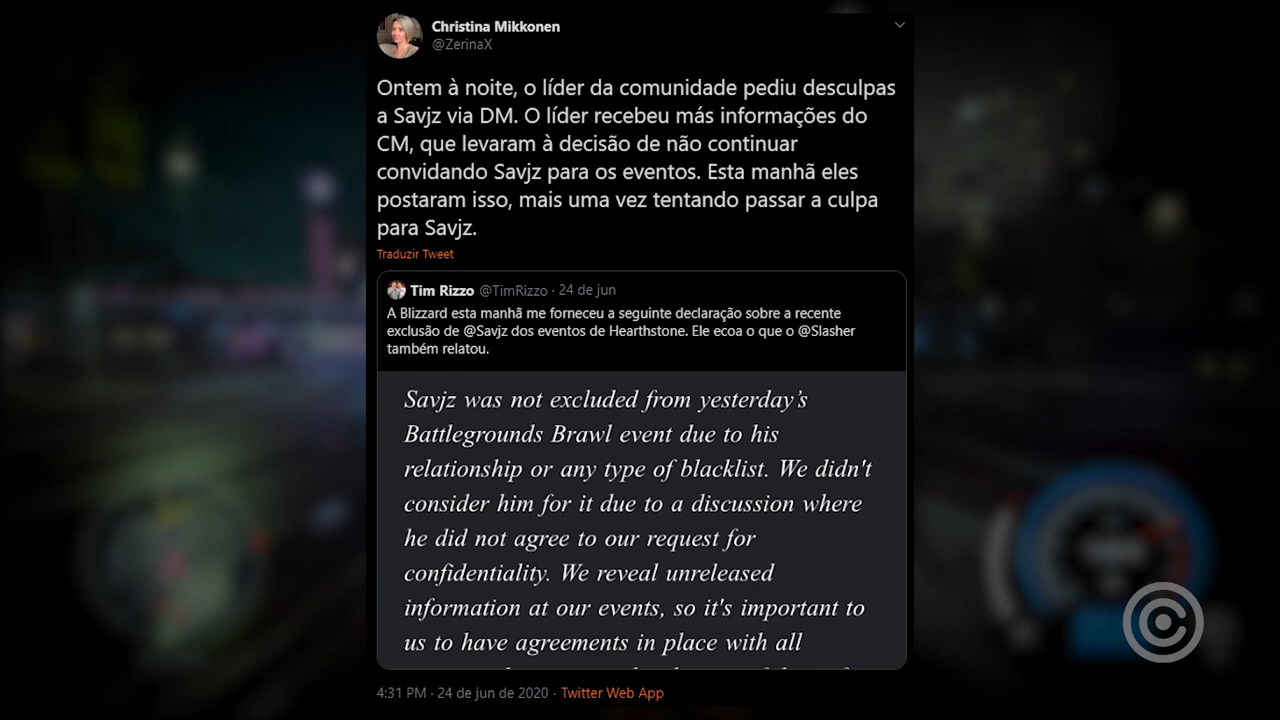 Christina Mikkonen
@ZerinaX
Ontem à noite, o líder da comunidade pediu desculpas
a Savjz via DM. O líder recebeu más informações do
CM, que levaram à decisão de não continuar
convidando Savjz para os eventos. Esta manhã eles
postaram isso, mais uma vez tentando passar a culpa
para Savjz.
Traduzir Tweet
Tim Rizzo @TimRizzo · 24 de jun
A Blizzard esta manhã me forneceu a seguinte declaração sobre a recente
exclusão de @Savjz dos eventos de Hearthstone. Ele ecoa o que o @Slasher
também relatou.
Savjz was not excluded from yesterday's
Battlegrounds Brawl event due to his
relationship or any type of blacklist. We didn't
consider him for it due to a discussion where
he did not agree to our request for
confidentiality. We reveal unreleased
information at our events, so it's important to
us to have agreements in place with all
4:31 PM · 24 de jun de 2020 · Twitter Web App